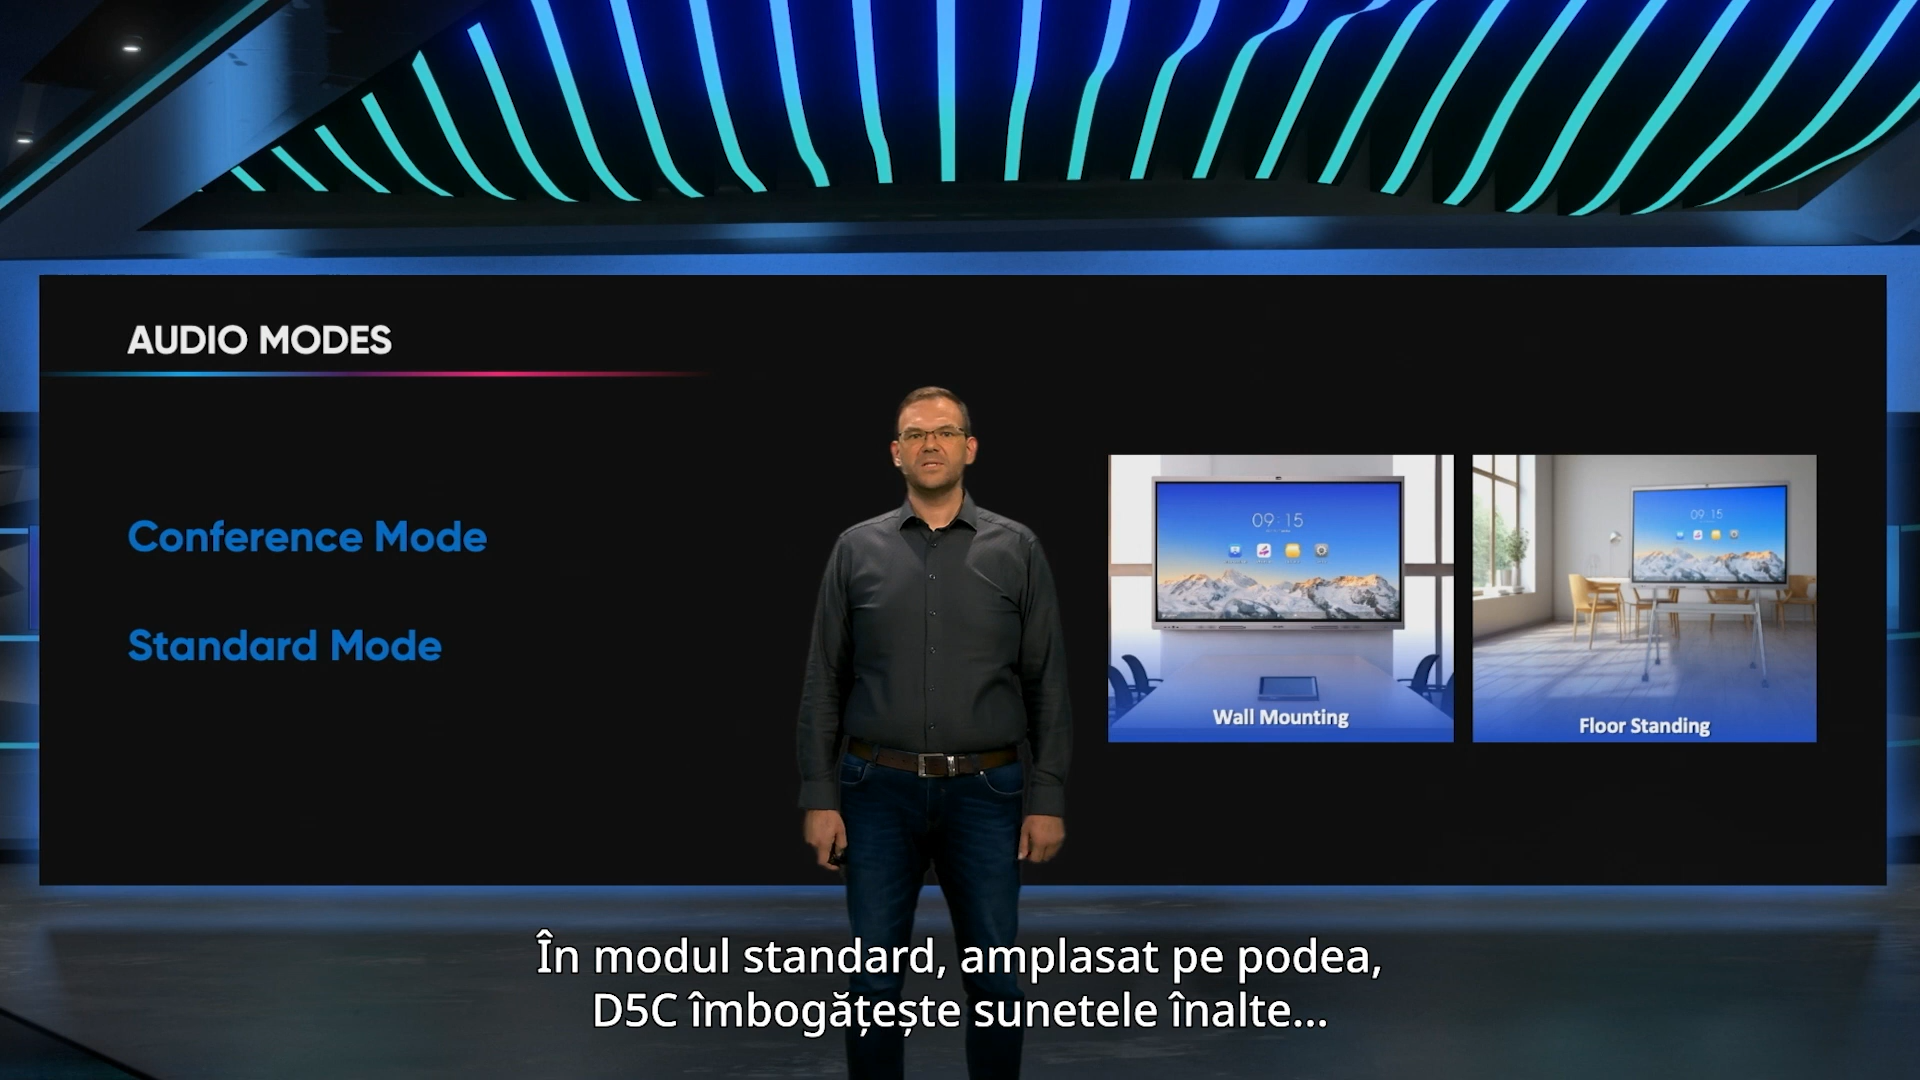 AUDIO MODES
Conference Mode
Standard Mode
09:15
Wall Mounting
09:15
Floor Standing
În modul standard, amplasat pe podea,
D5C îmbogățește sunetele înalte...